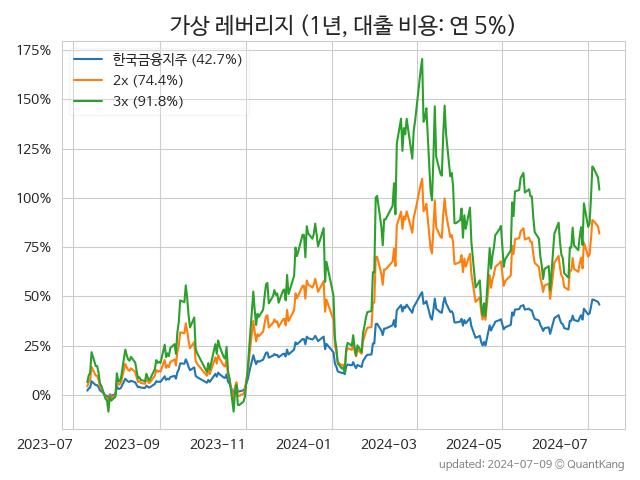 가상 레버리지 (1년, 대출 비용: 연 5%)
175%
150%
125%
100%
75%
50%
25%
0%
한국금융지주 (42.7%)
2x (74.4%)
3x (91.8%)
2023-07 2023-09 2023-11 2024-01 2024-03 2024-05 2024-07
updated: 2024-07-09 © QuantKang